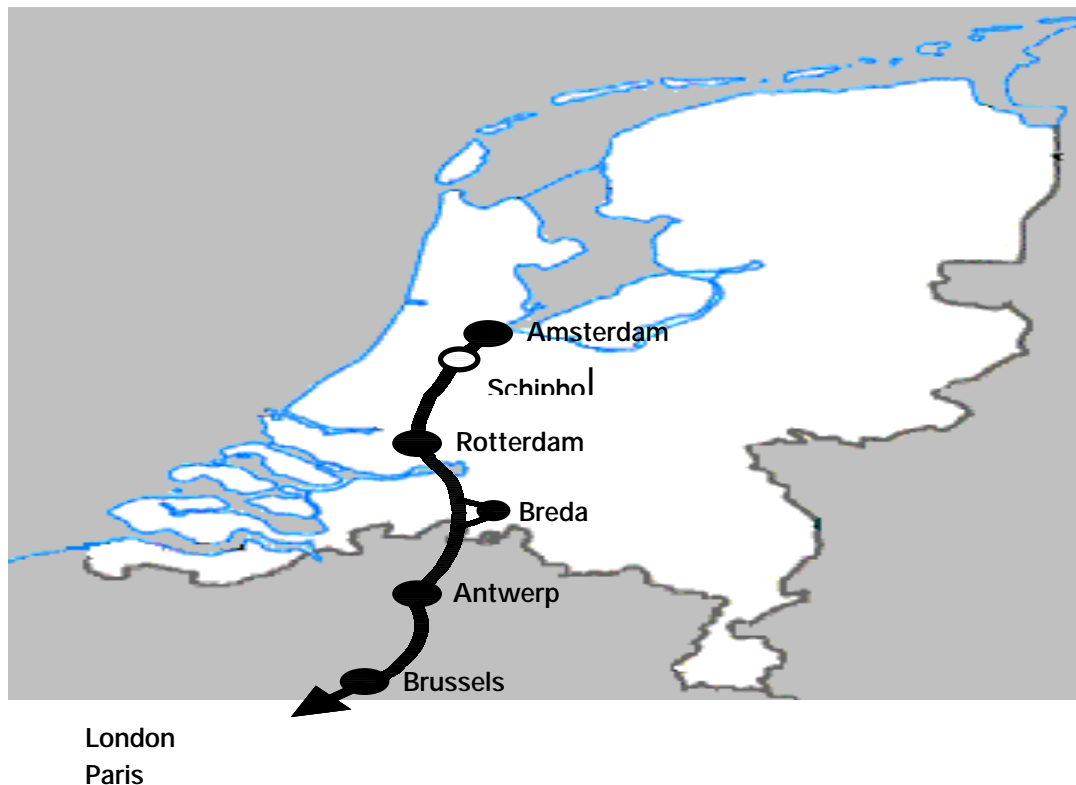 Amsterdam
Schiphol
Rotterdam
Breda
Antwerp
Brussels
London
Paris